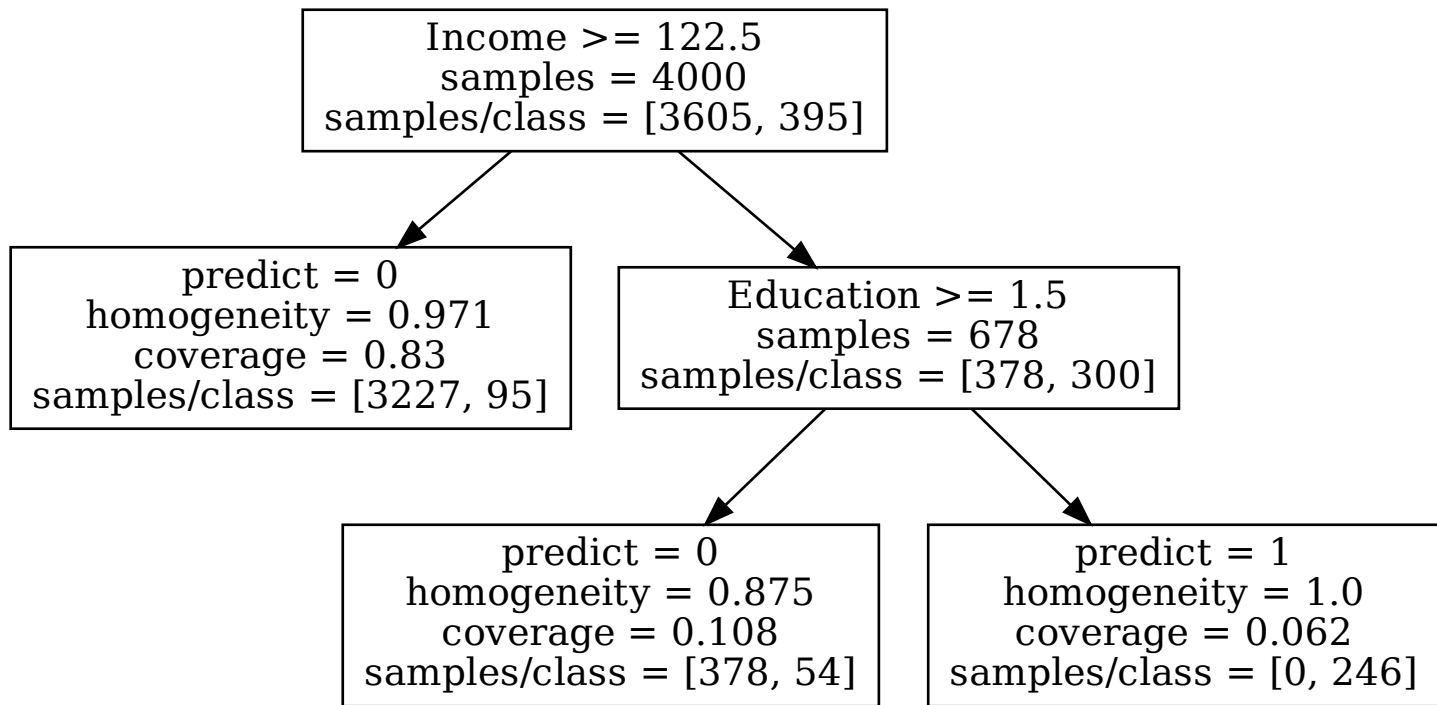 Income >= 122.5
samples = 4000
samples/class = [3605, 395]
predict = 0
homogeneity = 0.971
coverage = 0.83
samples/class = [3227, 95]
Education >= 1.5
samples = 678
samples/class = [378, 300]
predict = 0
homogeneity = 0.875
coverage = 0.108
samples/class = [378, 54]
predict = 1
homogeneity = 1.0
coverage = 0.062
samples/class = [0, 246]